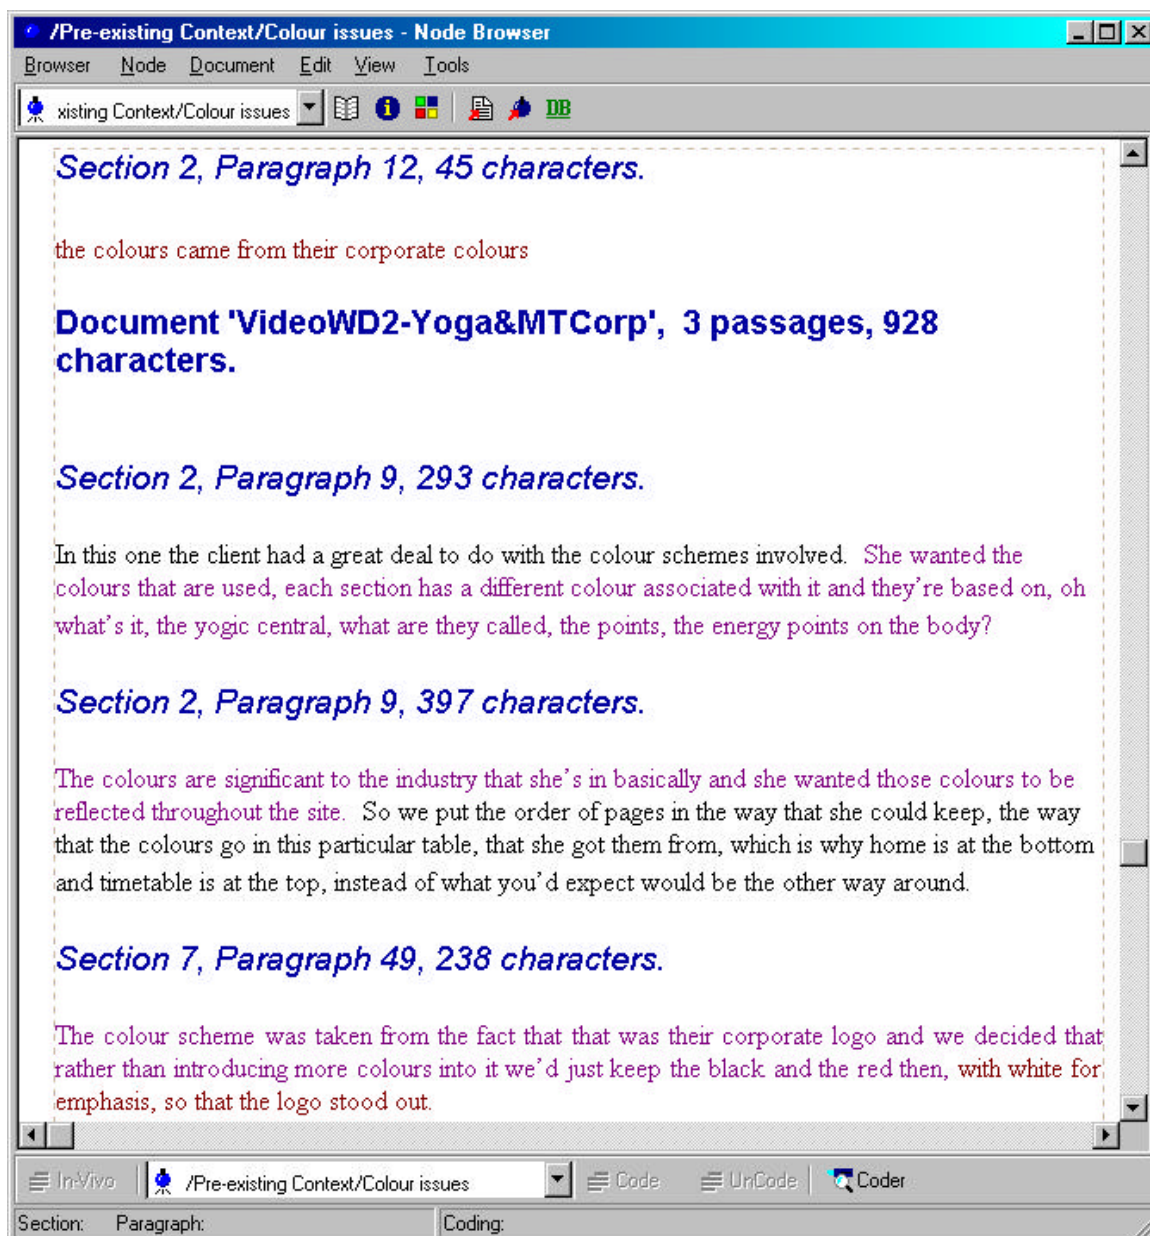 /Pre-existing Context/Colour issues - Node Browser
Browser Node Document Edit View Tools
xisting Context/Colour issues DB
Section 2, Paragraph 12, 45 characters.
the colours came from their corporate colours
Document 'VideoWD2-Yoga&MTCorp', 3 passages, 928
characters.
Section 2, Paragraph 9, 293 characters.
In this one the client had a great deal to do with the colour schemes involved. She wanted the
colours that are used, each section has a different colour associated with it and they're based on, oh
what's it, the yogic central, what are they called, the points, the energy points on the body?
Section 2, Paragraph 9, 397 characters.
The colours are significant to the industry that she's in basically and she wanted those colours to be
reflected throughout the site. So we put the order of pages in the way that she could keep, the way
that the colours go in this particular table, that she got them from, which is why home is at the bottom
and timetable is at the top, instead of what you'd expect would be the other way around.
Section 7, Paragraph 49, 238 characters.
The colour scheme was taken from the fact that that was their corporate logo and we decided that
rather than introducing more colours into it we'd just keep the black and the red then, with white for
emphasis, so that the logo stood out.
In-Vivo /Pre-existing Context/Colour issues Code UnCode Coder
Section: Paragraph: Coding: